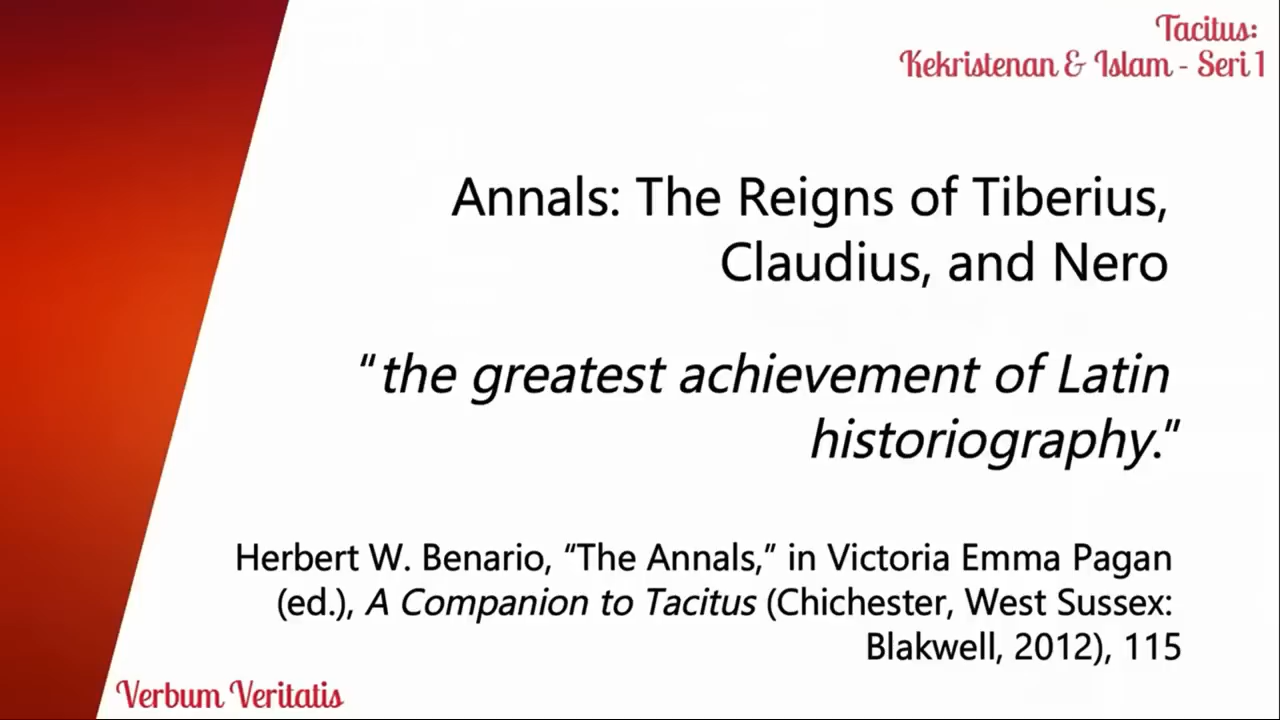 Tacitus:
Kekristenan & Islam - Seri 1
Annals: The Reigns of Tiberius,
Claudius, and Nero
“the greatest achievement of Latin
historiography.”
Herbert W. Benario, “The Annals,” in Victoria Emma Pagan
(ed.), A Companion to Tacitus (Chichester, West Sussex:
Blakwell, 2012), 115
Verbum Veritatis